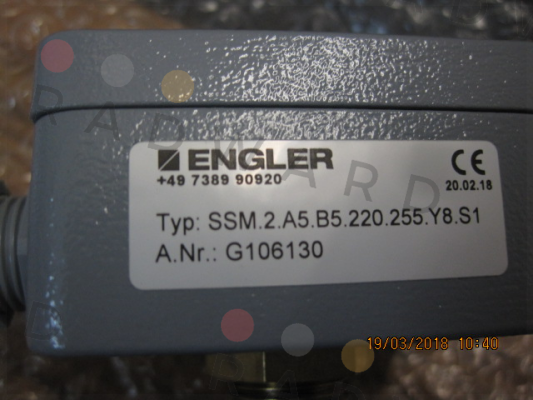 ENGLER
+49 7389 90920
CE
20.02.18
Typ: SSM.2.A5.B5.220.255.Y8.S1
A.Nr.: G106130
RADWARD
19/03/2018 10:40